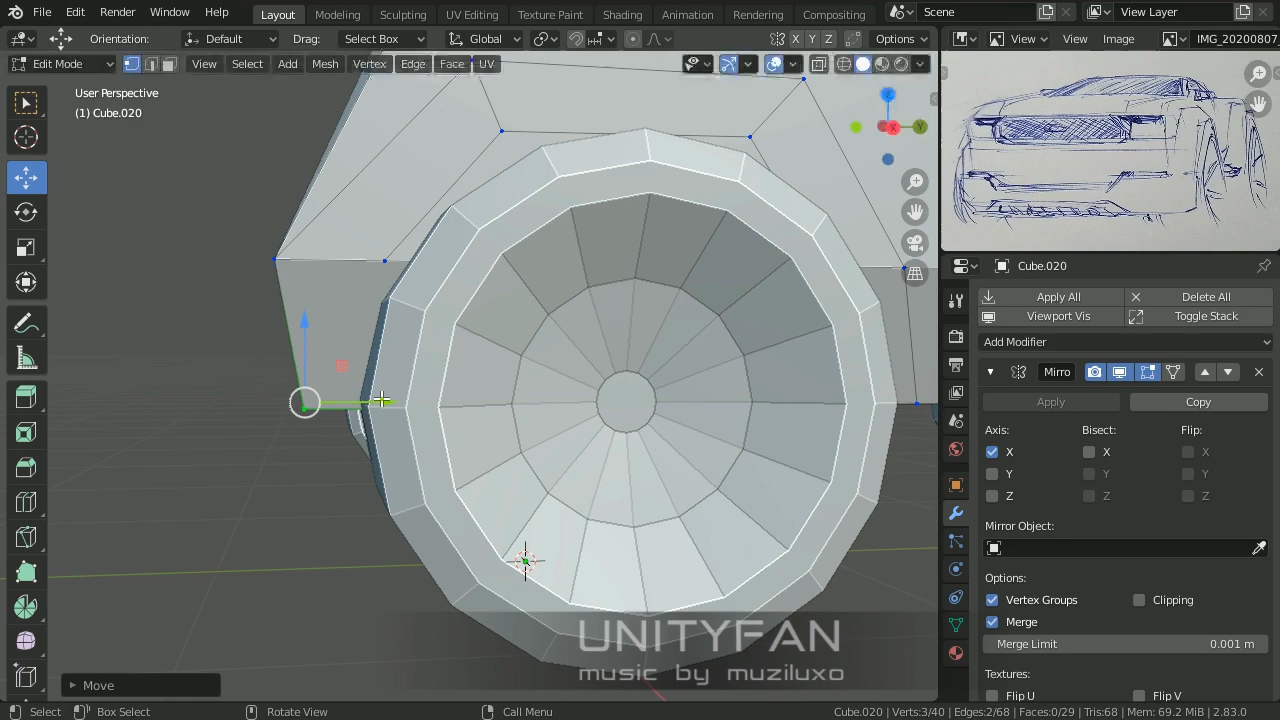 File Edit Render Window Help Layout Modeling Sculpting UV Editing Texture Paint Shading Animation Rendering Compositing Scene View Layer
Orientation: Default Drag: Select Box Global X Y Z Options View View Image IMG_20200807
Edit Mode View Select Add Mesh Vertex Edge Face UV
User Perspective
(1) Cube.020
Cube.020
Apply All Delete All
Viewport Vis Toggle Stack
Add Modifier
Mirro
Apply Copy
Axis: Bisect: Flip:
X X X
Y Y Y
Z Z Z
Mirror Object:
Options:
Vertex Groups Clipping
Merge
Merge Limit 0.001 m
Textures:
Flip U Flip V
UNITYFAN
music by muziluxo
Move
Select Box Select Rotate View Call Menu Cube.020 | Verts:3/40 | Edges:2/68 | Faces:0/29 | Tris:68 | Mem: 69.2 MiB | 2.83.0